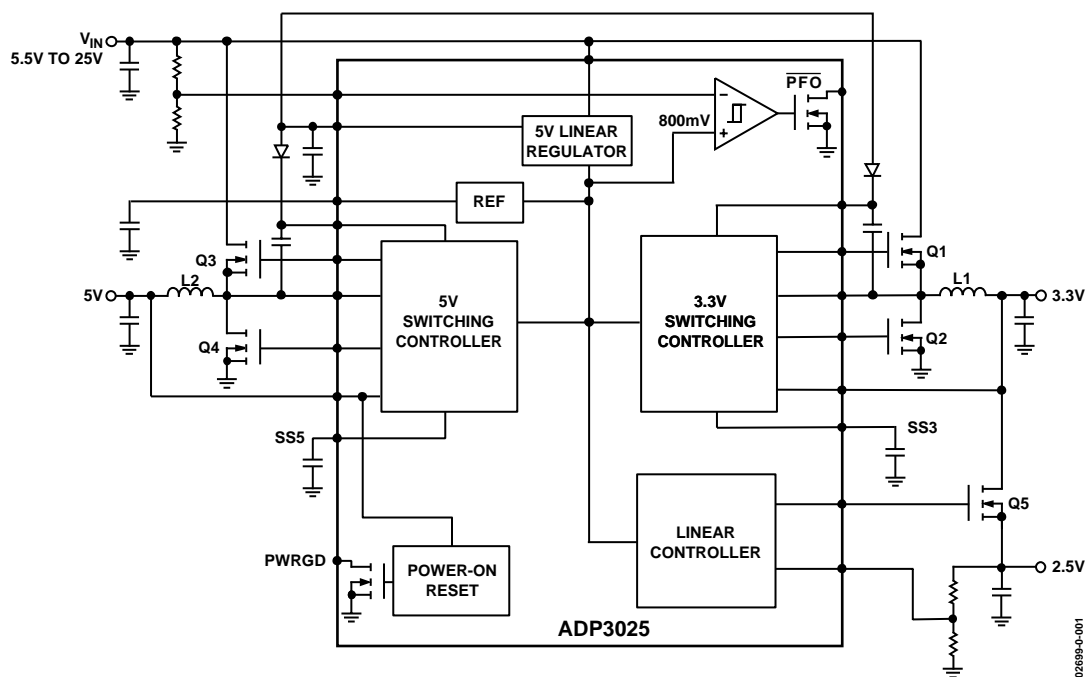 VIN
5.5V TO 25V
PFO
800mV
−
+
5V LINEAR
REGULATOR
REF
Q3
Q1
L2
L1
5V
3.3V
5V
SWITCHING
CONTROLLER
3.3V
SWITCHING
CONTROLLER
Q4
Q2
SS5
SS3
Q5
LINEAR
CONTROLLER
PWRGD
POWER-ON
RESET
2.5V
ADP3025
02699-0-001